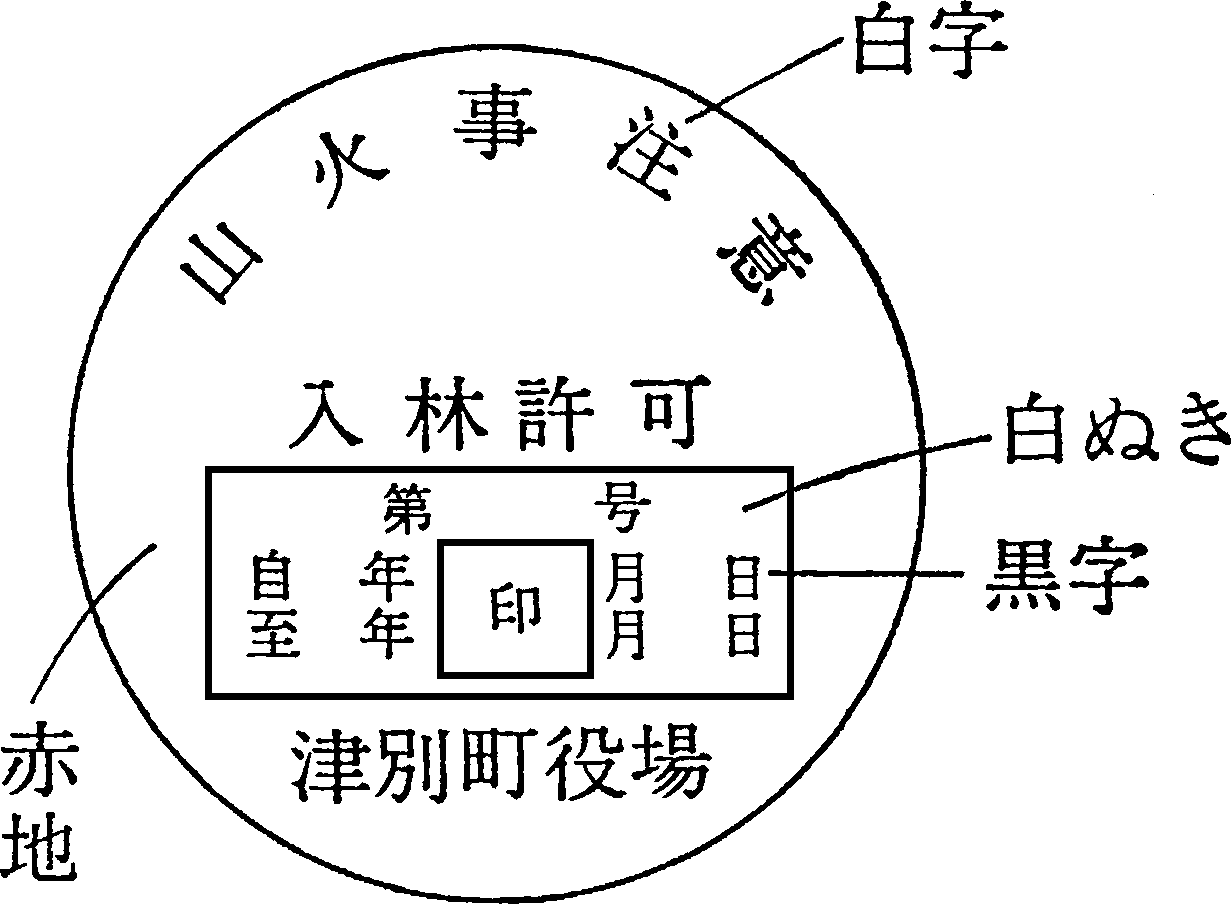 白字
山火事注意
入林許可
白ぬき
第 号
自 年 月 日
黒字
至 年 月 日
印
津別町役場
赤地